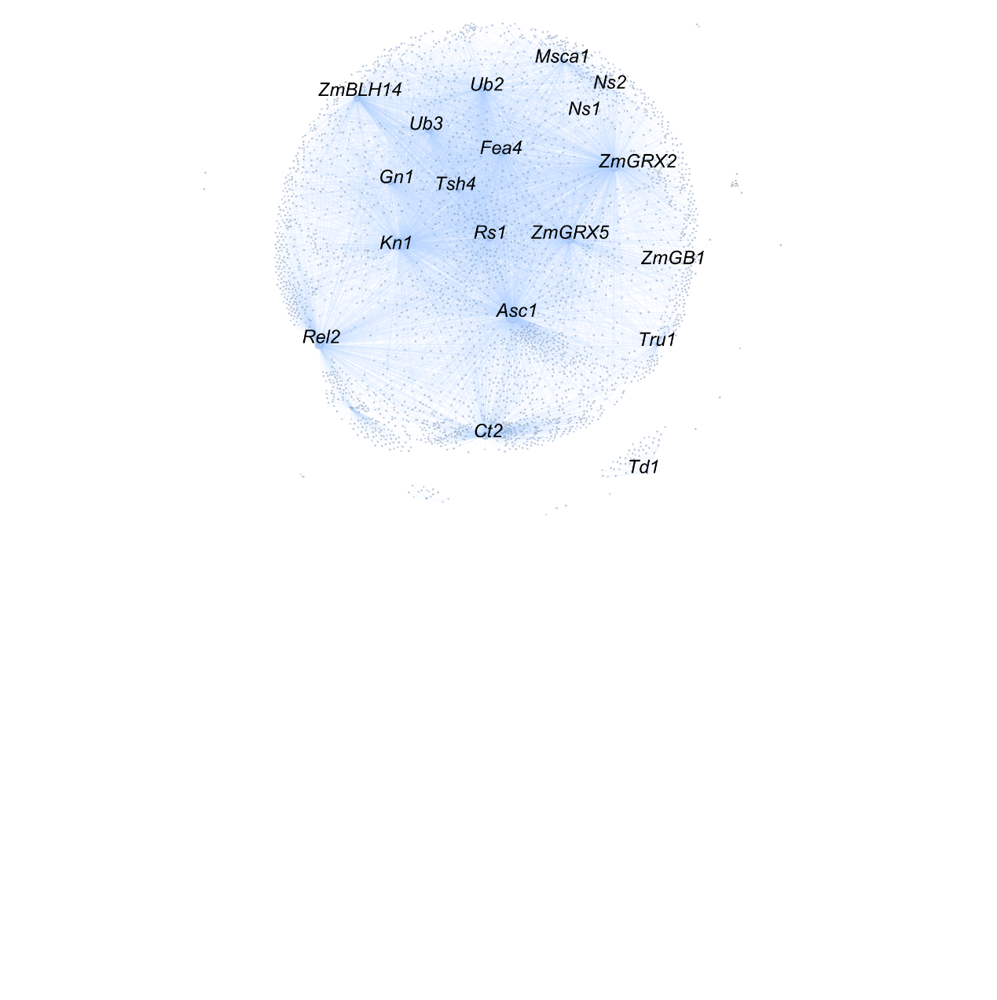 Msca1
Ns2
Ub2
ZmBLH14
Ns1
Ub3
Fea4
ZmGRX2
Gn1
Tsh4
Rs1
ZmGRX5
Kn1
ZmGB1
Asc1
Rel2
Tru1
Ct2
Td1